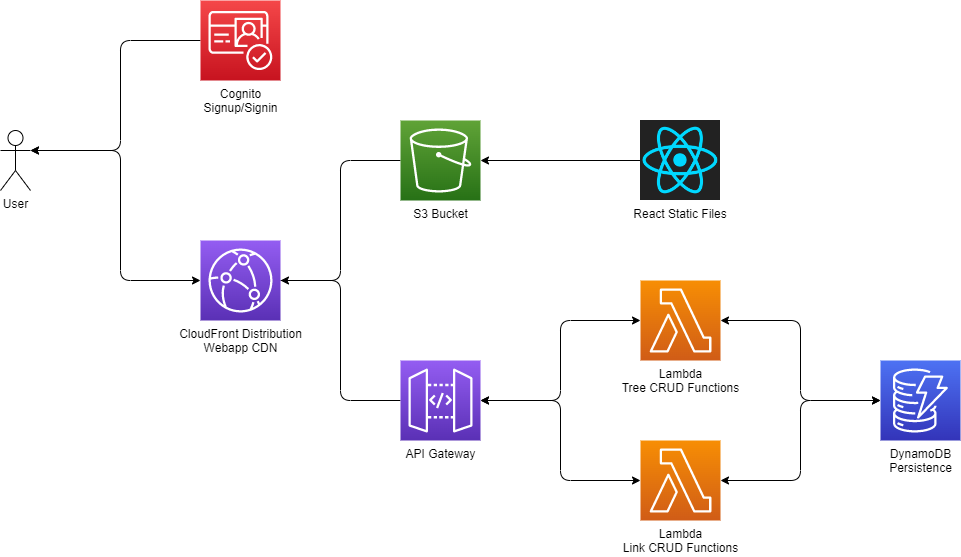 Cognito
Signup/Signin
User
S3 Bucket
React Static Files
CloudFront Distribution
Webapp CDN
</>
API Gateway
Lambda
Tree CRUD Functions
DynamoDB
Persistence
Lambda
Link CRUD Functions